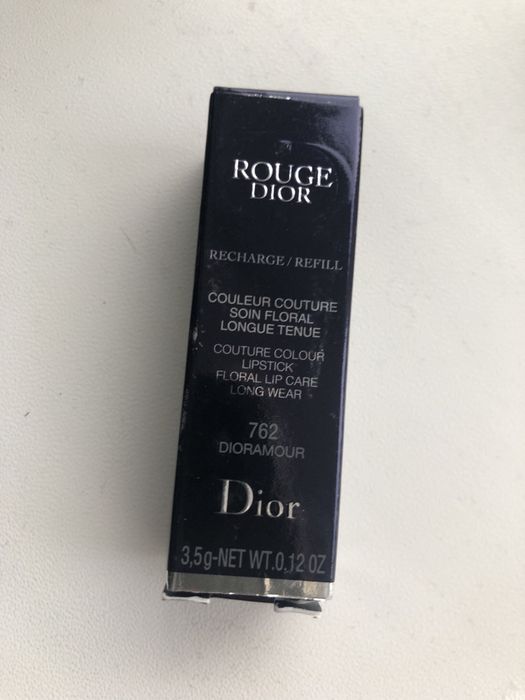 ROUGE
DIOR
RECHARGE / REFILL
COULEUR COUTURE
SOIN FLORAL
LONGUE TENUE
COUTURE COLOUR
LIPSTICK
FLORAL LIP CARE
LONG WEAR
762
DIORAMOUR
Dior
3,5g-NET WT.0.12 OZ